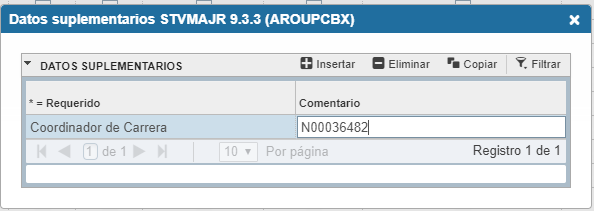 Datos suplementarios STVMAJR 9.3.3 (AROUPCBX)
DATOS SUPLEMENTARIOS Insertar Eliminar Copiar Filtrar
* = Requerido Comentario
Coordinador de Carrera N00036482
1 de 1 10 Por página Registro 1 de 1